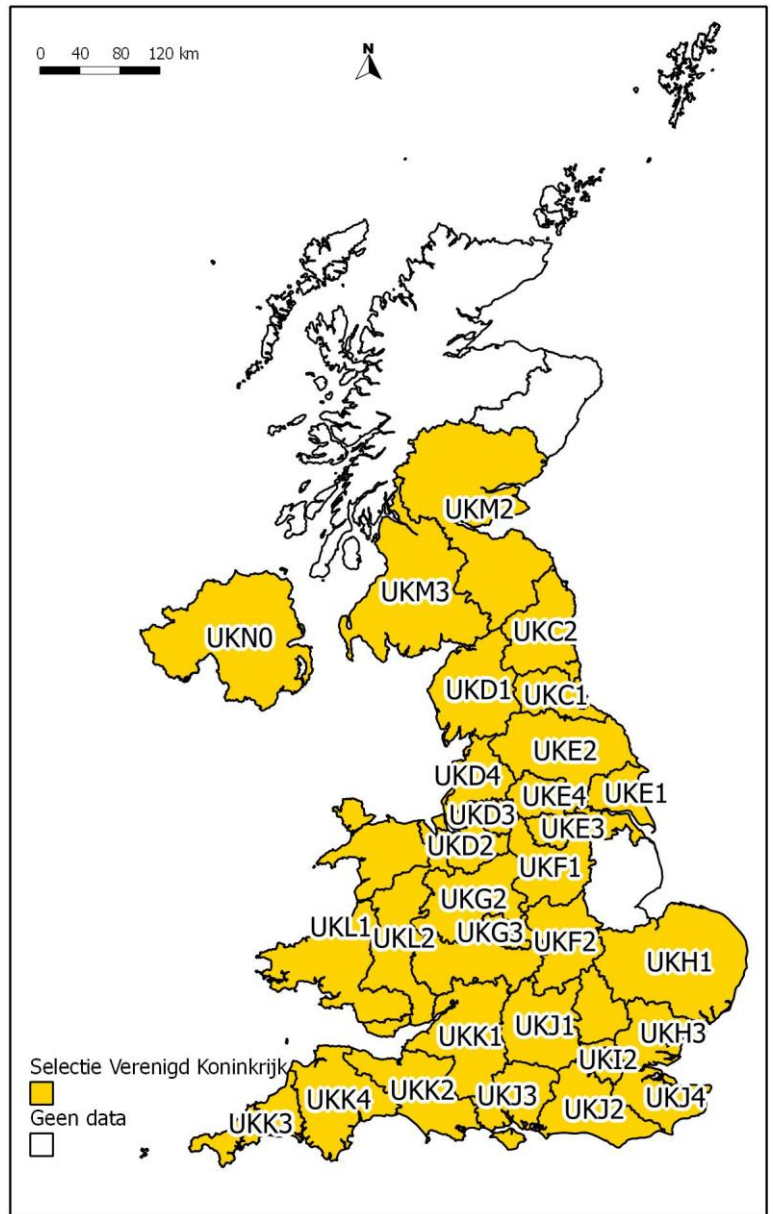 0 40 80 120 km
N
UKM2
UKM3
UKN0
UKC2
UKD1
UKC1
UKE2
UKD4
UKE4
UKE1
UKD3
UKE3
UKD2
UKF1
UKG2
UKL1
UKG3
UKL2
UKF2
UKH1
UKK1
UKJ1
UKH3
UKI2
Selectie Verenigd Koninkrijk
UKK2
UKJ3
UKJ4
UKK4
UKJ2
Geen data
UKK3